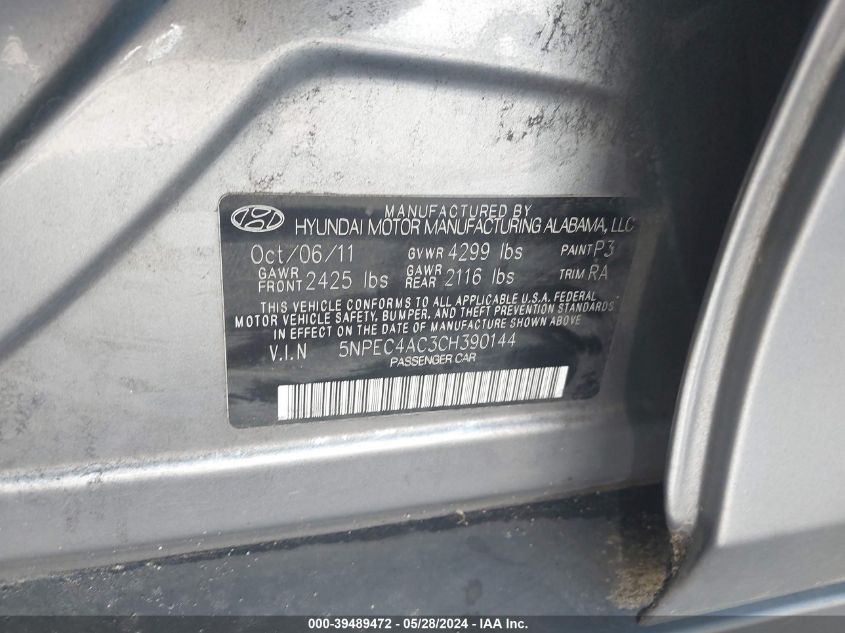 MANUFACTURED BY
HYUNDAI MOTOR MANUFACTURING ALABAMA, LLC
Oct/06/11 GVWR 4299 lbs PAINT P3
GAWR FRONT 2425 lbs GAWR REAR 2116 lbs TRIM RA
THIS VEHICLE CONFORMS TO ALL APPLICABLE U.S.A. FEDERAL
MOTOR VEHICLE SAFETY, BUMPER, AND THEFT PREVENTION STANDARDS
IN EFFECT ON THE DATE OF MANUFACTURE SHOWN ABOVE.
V.I.N 5NPEC4AC3CH390144
PASSENGER CAR
000-39489472 - 05/28/2024 - IAA Inc.